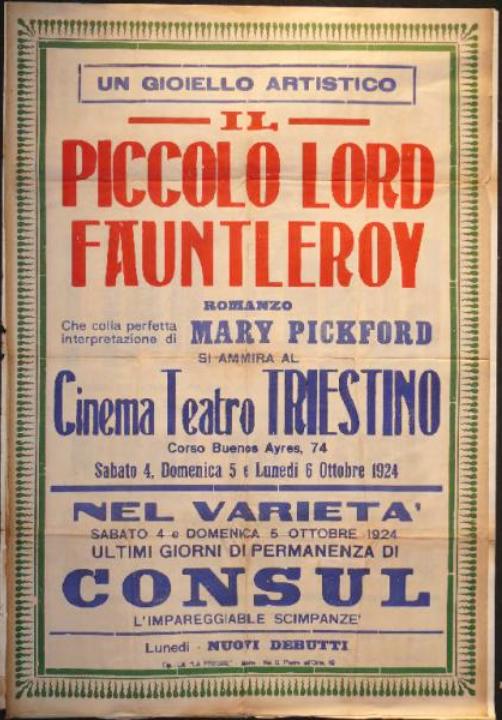 UN GIOIELLO ARTISTICO
IL
PICCOLO LORD
FAUNTLEROY
ROMANZO
Che colla perfetta
interpretazione di MARY PICKFORD
SI AMMIRA AL
Cinema Teatro TRIESTINO
Corso Buenos Ayres, 74
Sabato 4, Domenica 5 e Lunedì 6 Ottobre 1924
NEL VARIETA'
SABATO 4 e DOMENICA 5 OTTOBRE 1924
ULTIMI GIORNI DI PERMANENZA DI
CONSUL
L'IMPAREGGIABLE SCIMPANZE'
Lunedì - NUOVI DEBUTTI